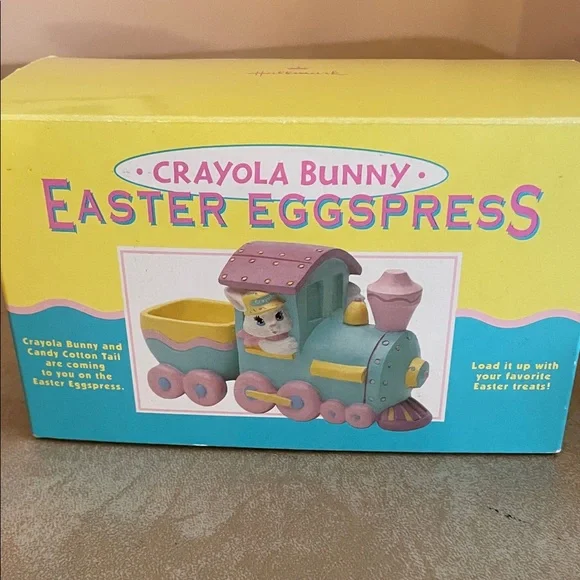 Hallmark
• CRAYOLA BUNNY •
EASTER EGGSPRESS
Crayola Bunny and
Candy Cotton Tail
are coming
to you on the
Easter Eggspress.
Load it up with
your favorite
Easter treats!